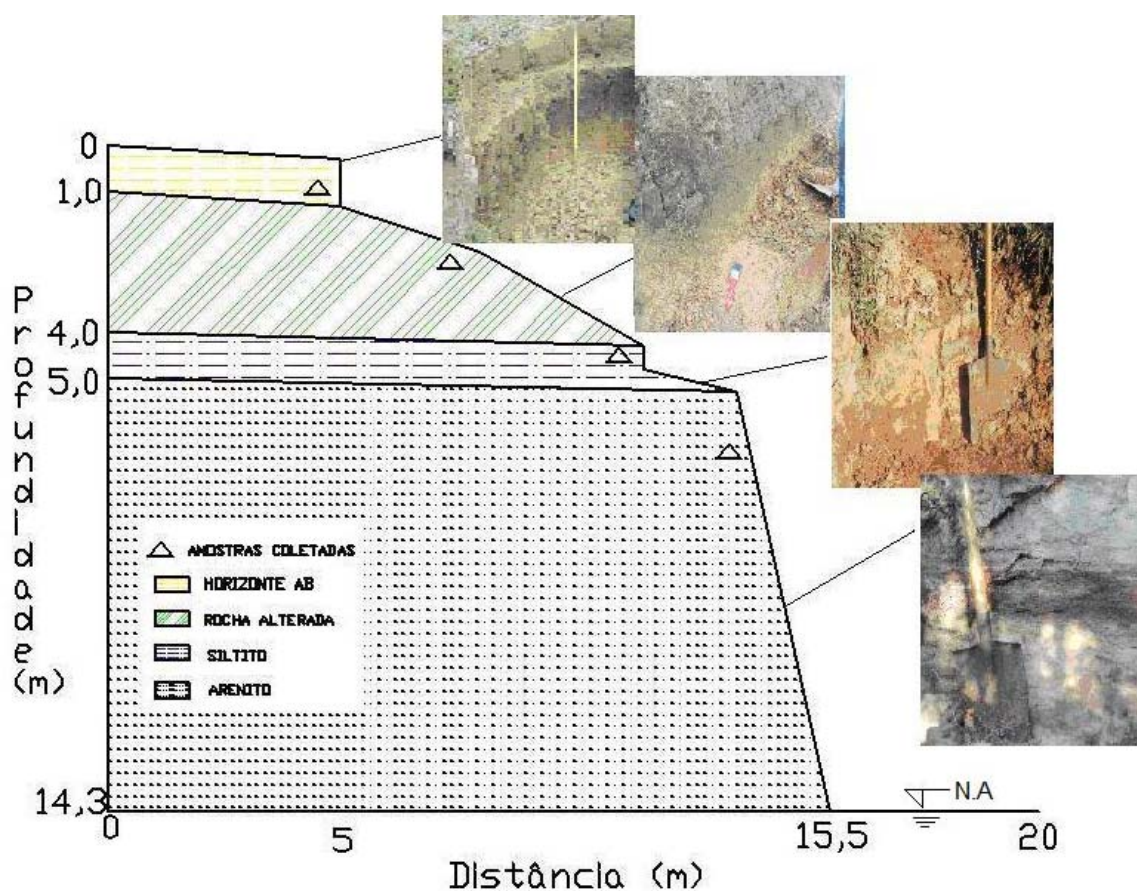 0
1,0
4,0
5,0
14,3
Profundidade (m)
AMOSTRAS COLETADAS
HORIZONTE AB
ROCHA ALTERADA
SILTITO
ARENITO
N.A
0
5
15,5
20
Distância (m)